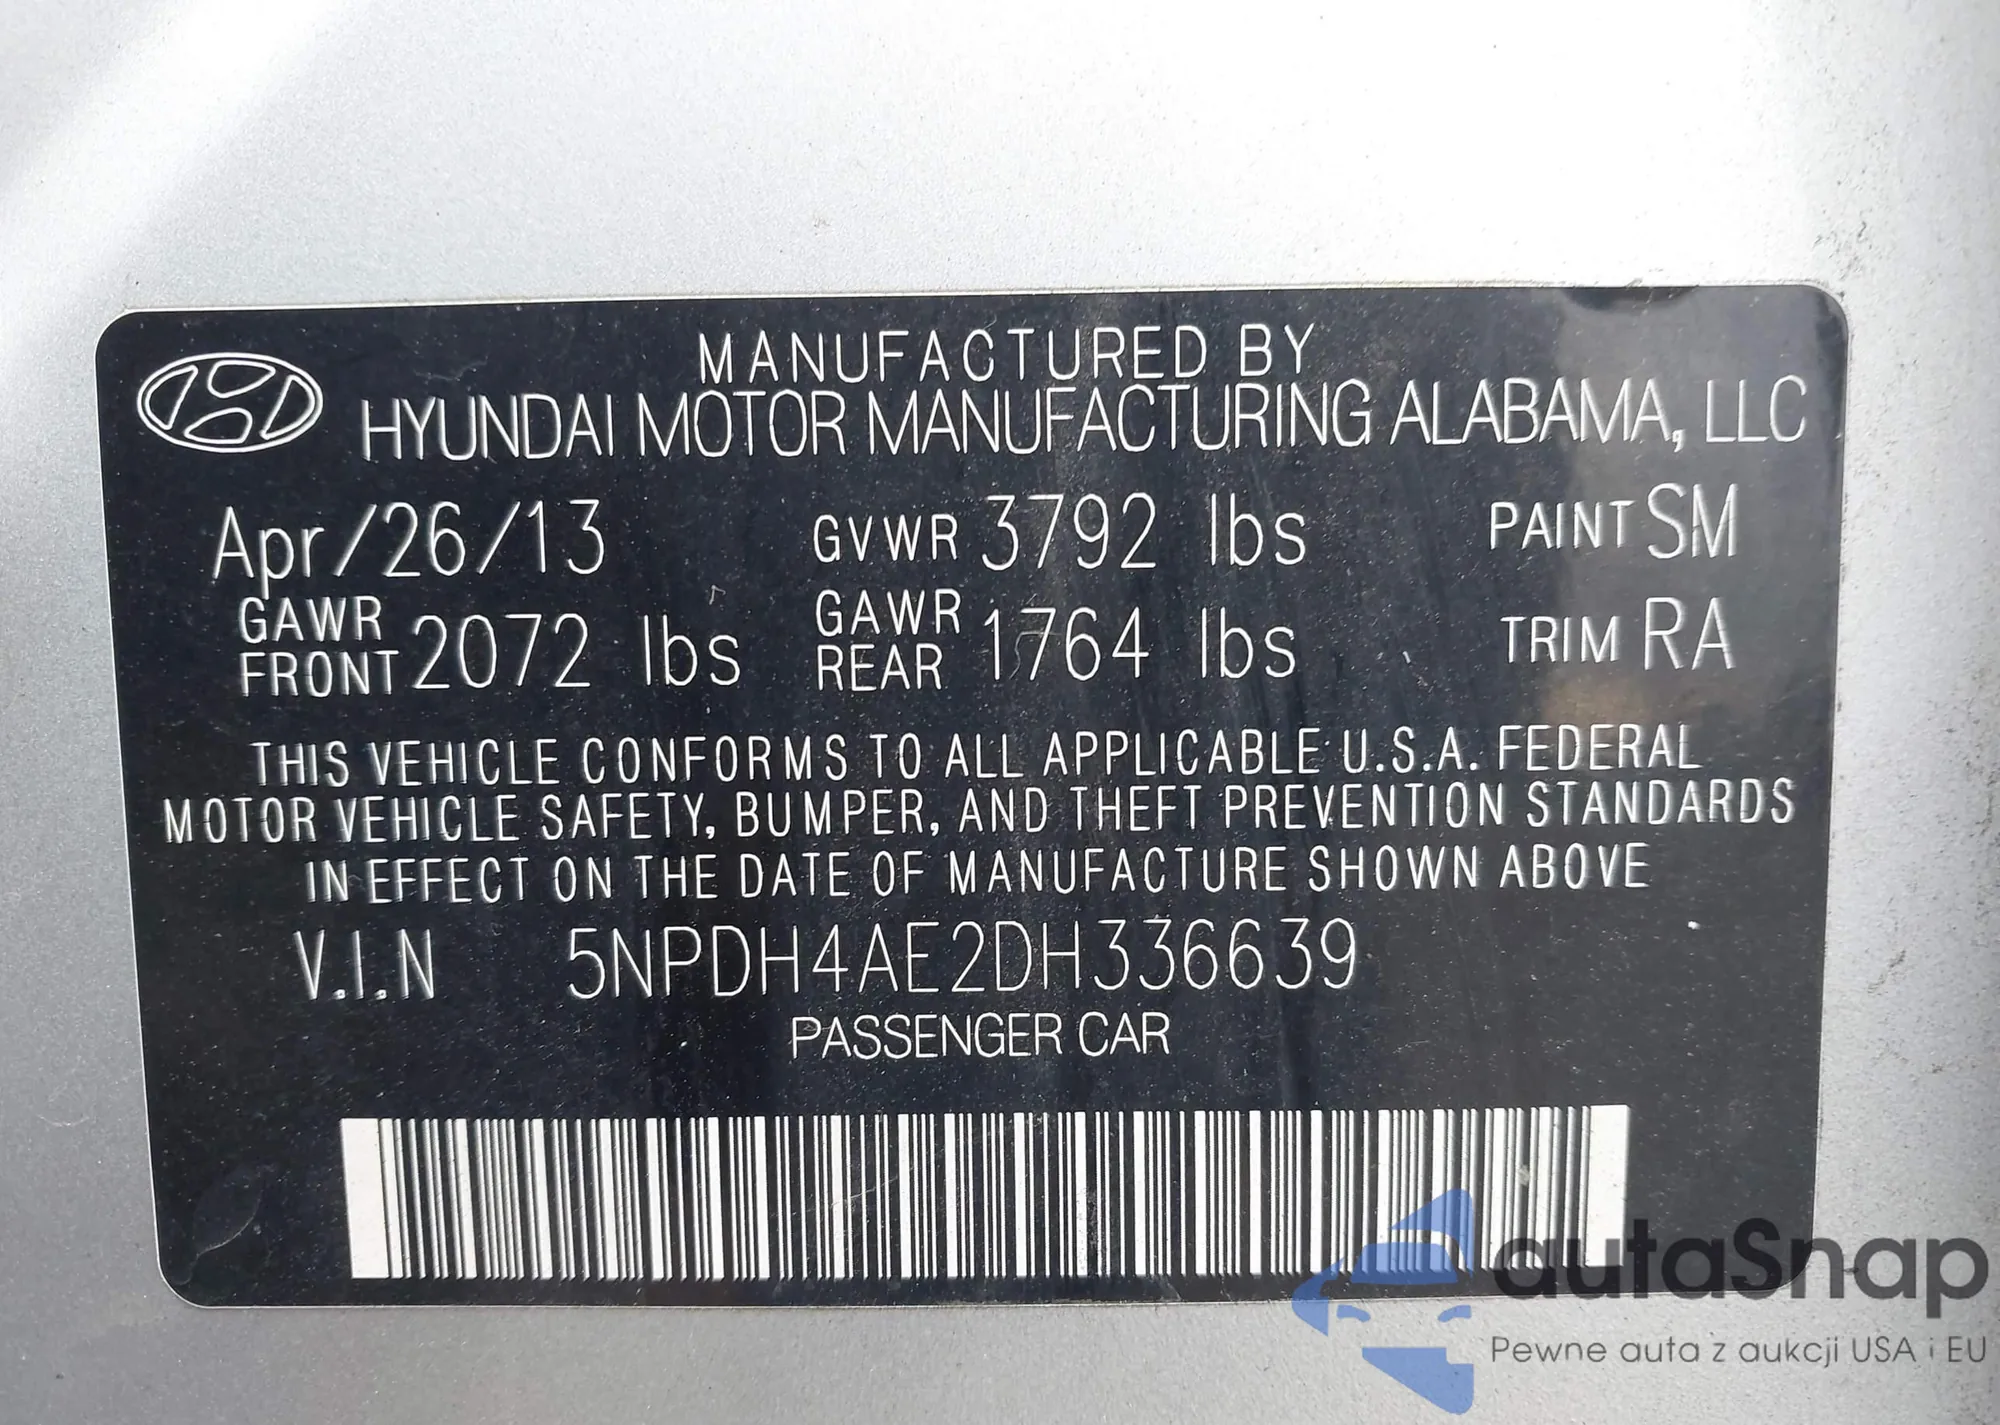 MANUFACTURED BY
HYUNDAI MOTOR MANUFACTURING ALABAMA, LLC
Apr/26/13 GVWR 3792 lbs PAINT SM
GAWR FRONT 2072 lbs GAWR REAR 1764 lbs TRIM RA
THIS VEHICLE CONFORMS TO ALL APPLICABLE U.S.A. FEDERAL
MOTOR VEHICLE SAFETY, BUMPER, AND THEFT PREVENTION STANDARDS
IN EFFECT ON THE DATE OF MANUFACTURE SHOWN ABOVE
V.I.N 5NPDH4AE2DH336639
PASSENGER CAR
autaSnap
Pewne auta z aukcji USA i EU